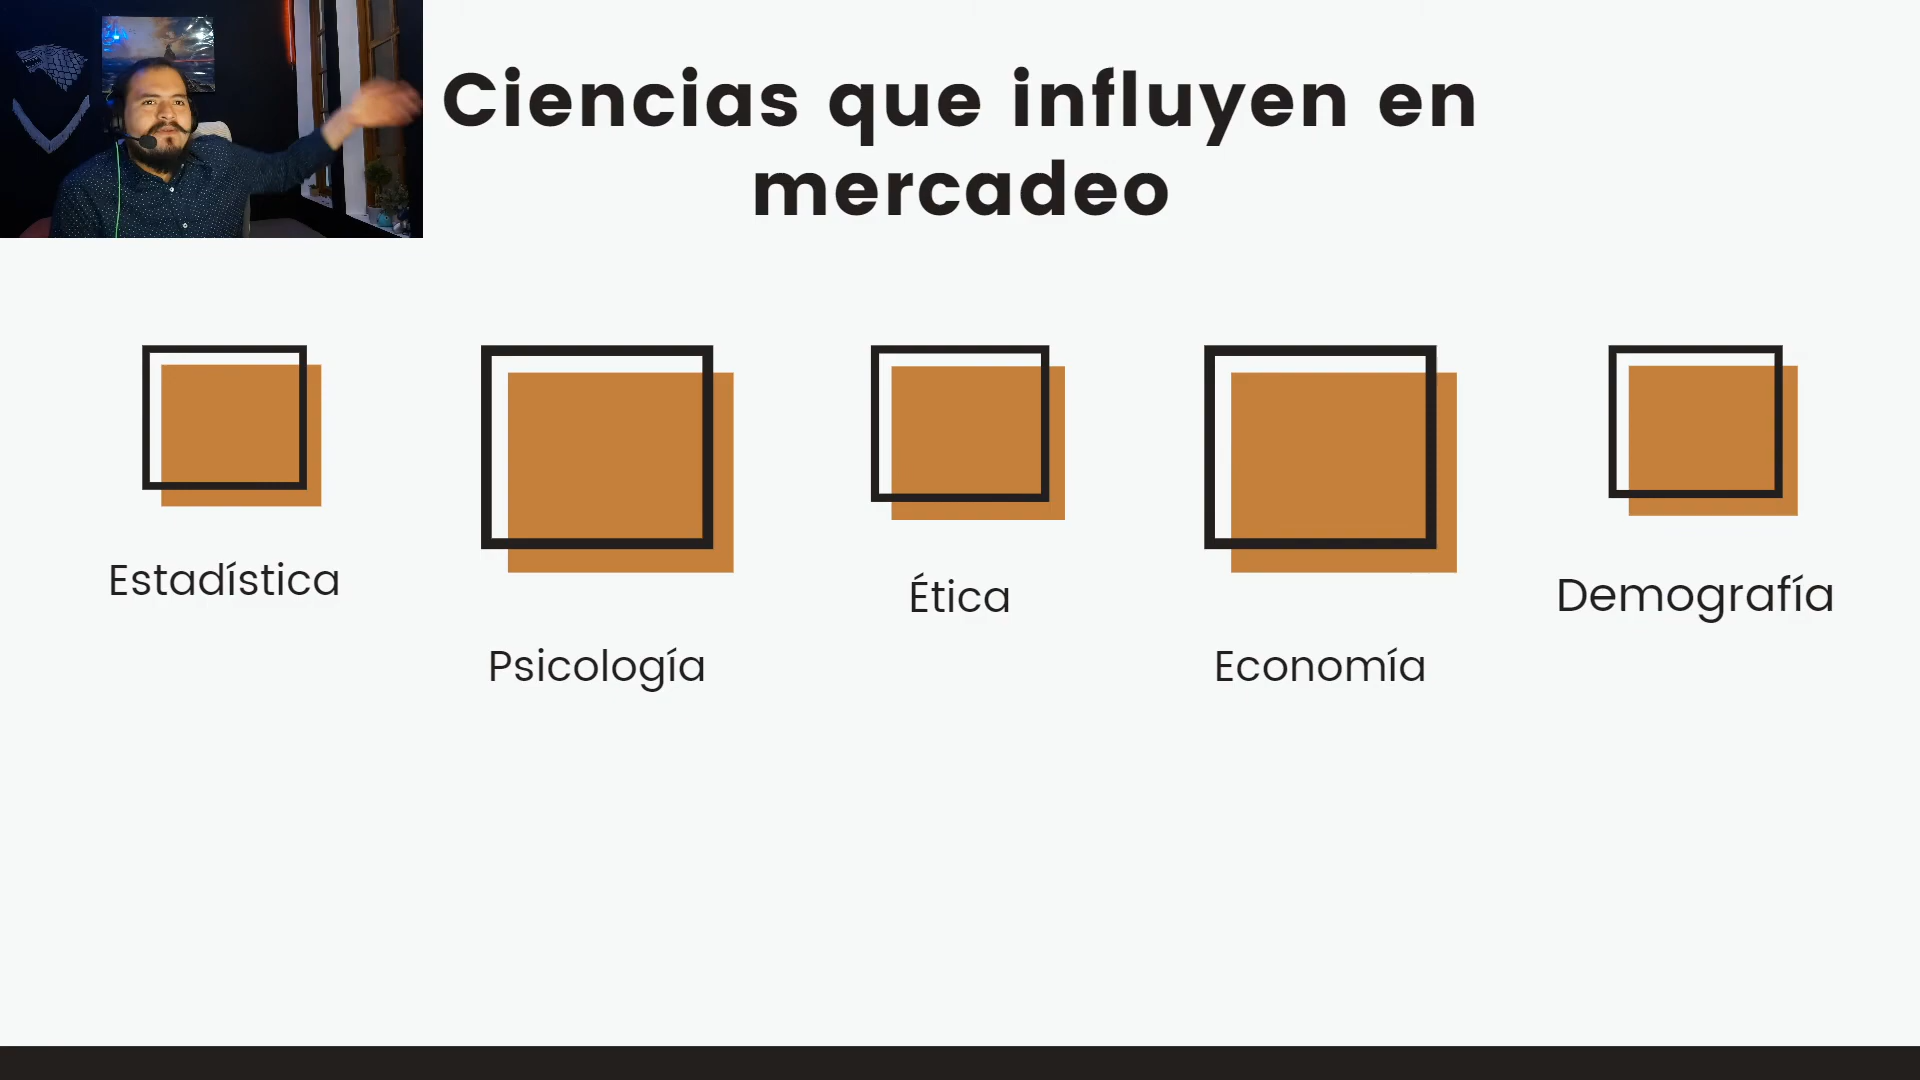 Ciencias que influyen en
mercadeo
Estadística
Psicología
Ética
Economía
Demografía